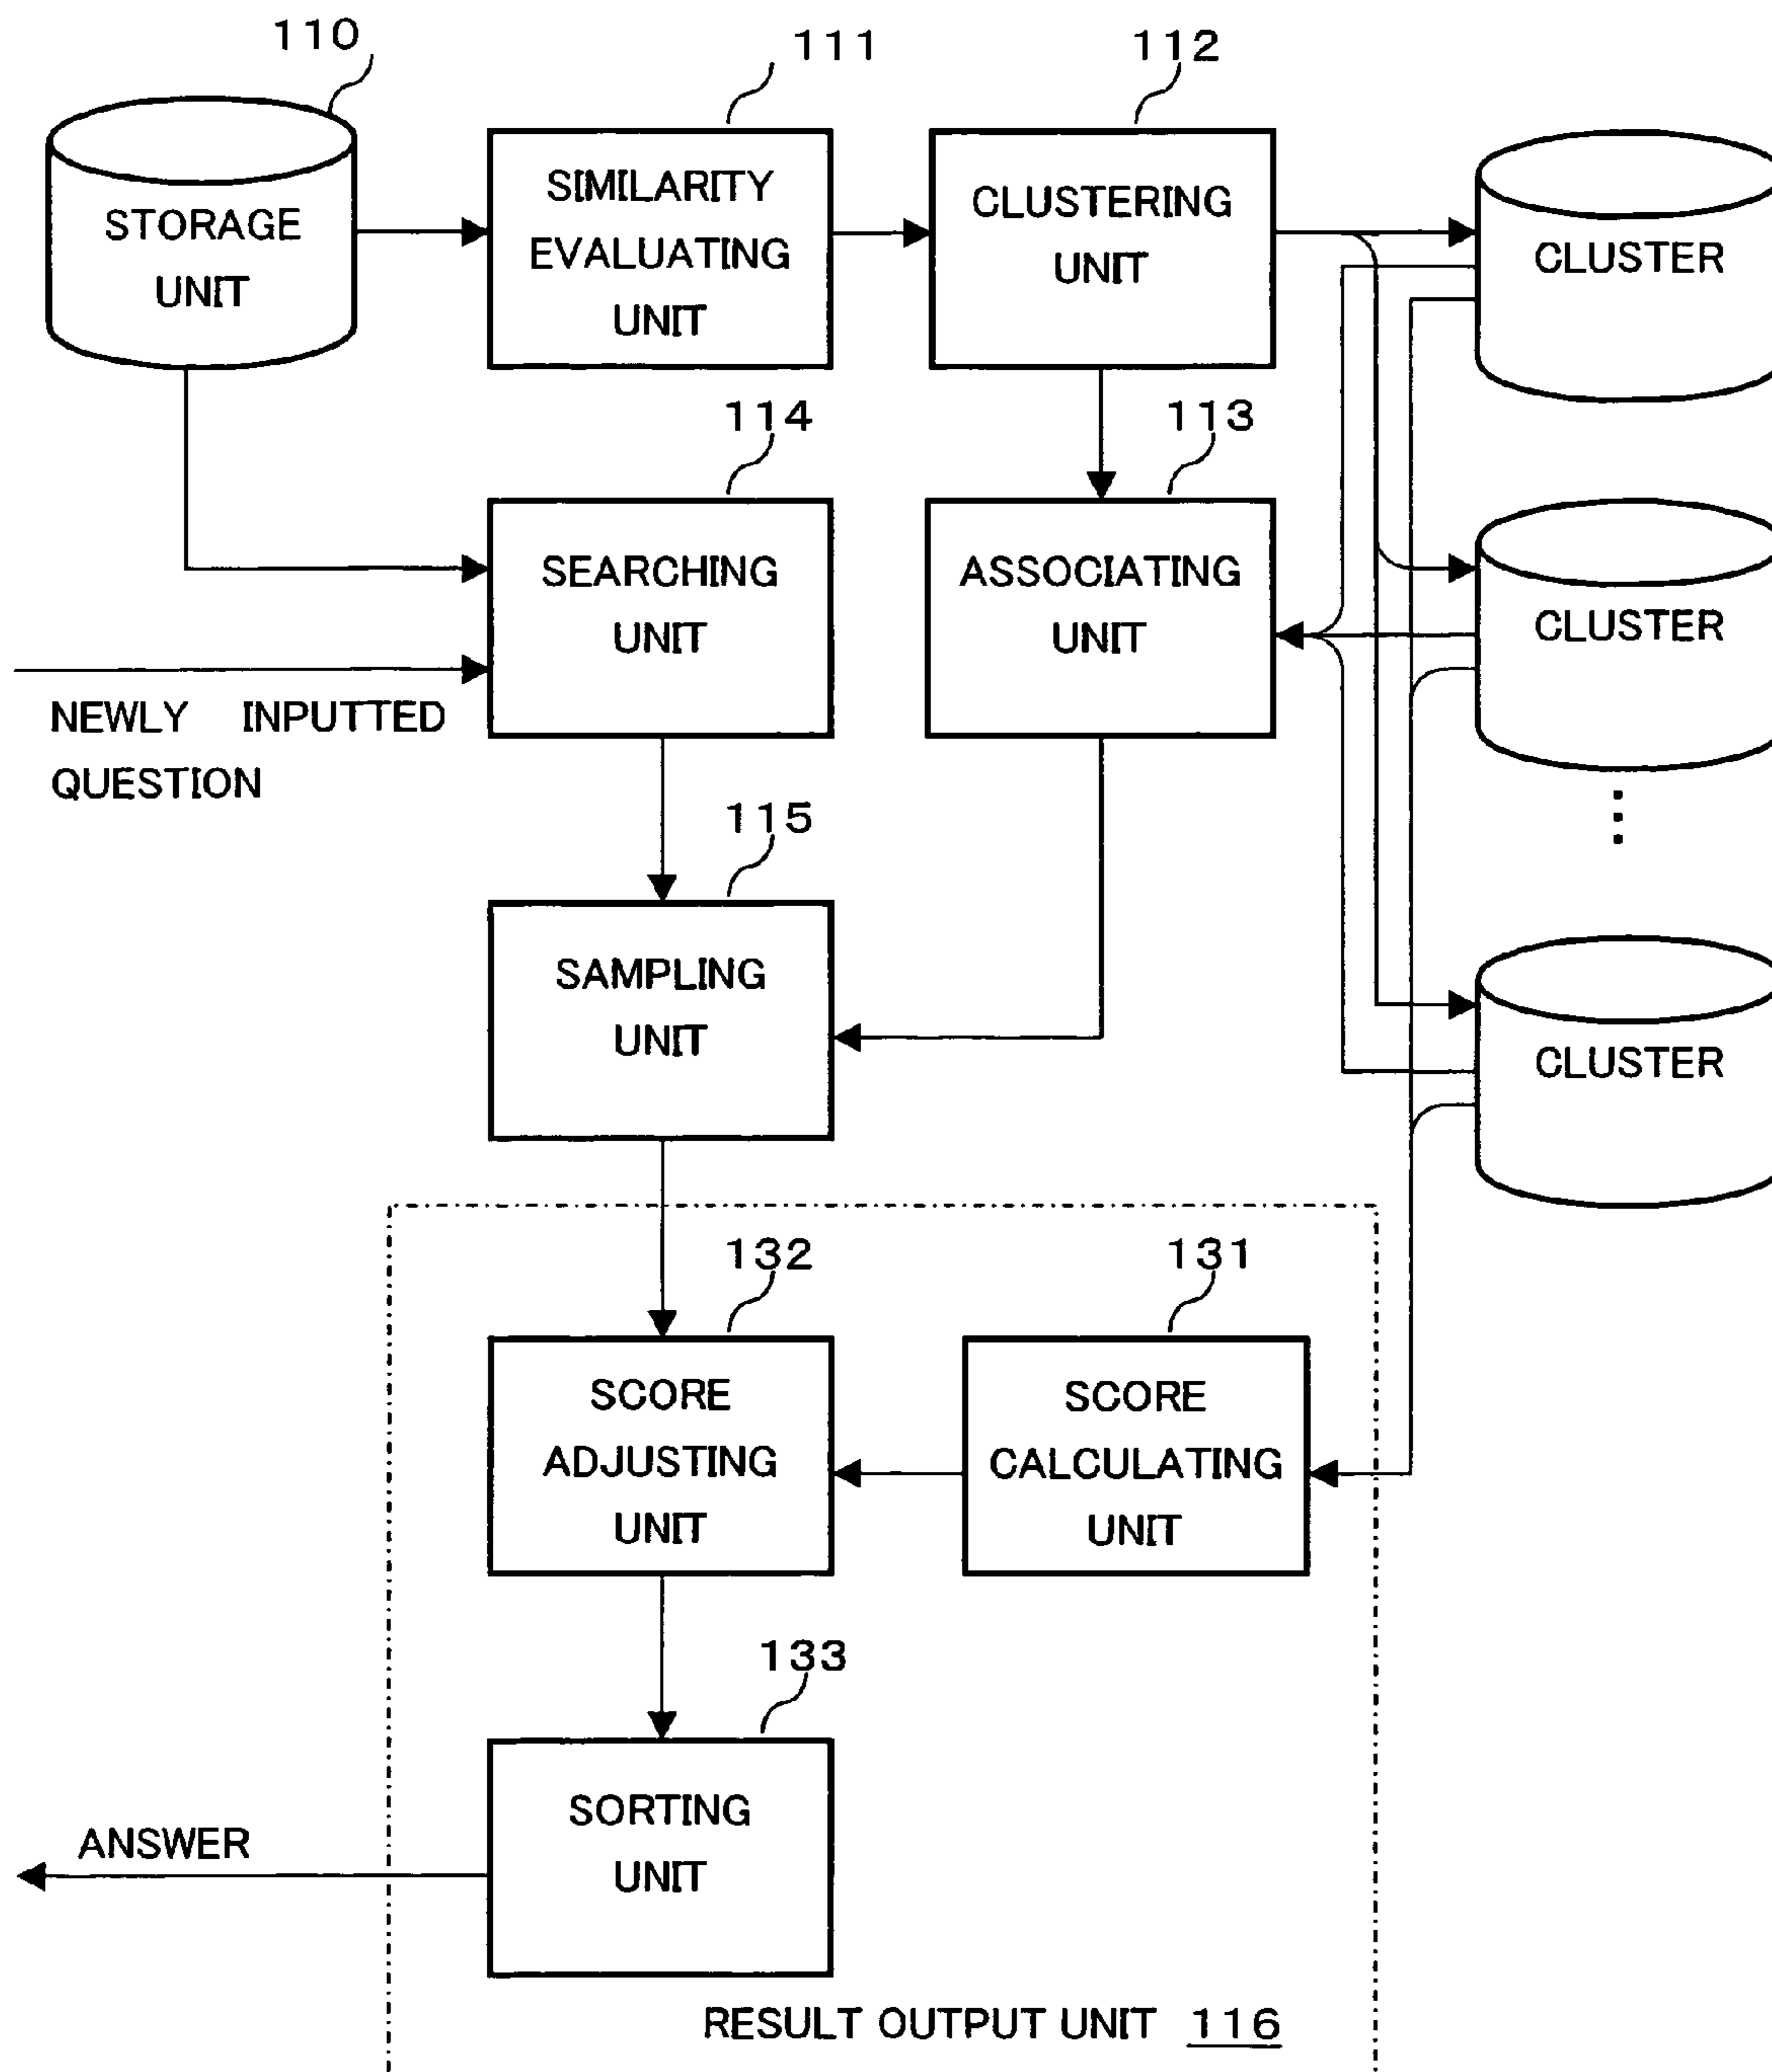 110
111
112
STORAGE
UNIT
SIMILARITY
EVALUATING
UNIT
CLUSTERING
UNIT
CLUSTER
114
113
SEARCHING
UNIT
ASSOCIATING
UNIT
CLUSTER
NEWLY INPUTTED
QUESTION
115
SAMPLING
UNIT
CLUSTER
132
131
SCORE
ADJUSTING
UNIT
SCORE
CALCULATING
UNIT
133
SORTING
UNIT
ANSWER
RESULT OUTPUT UNIT 116